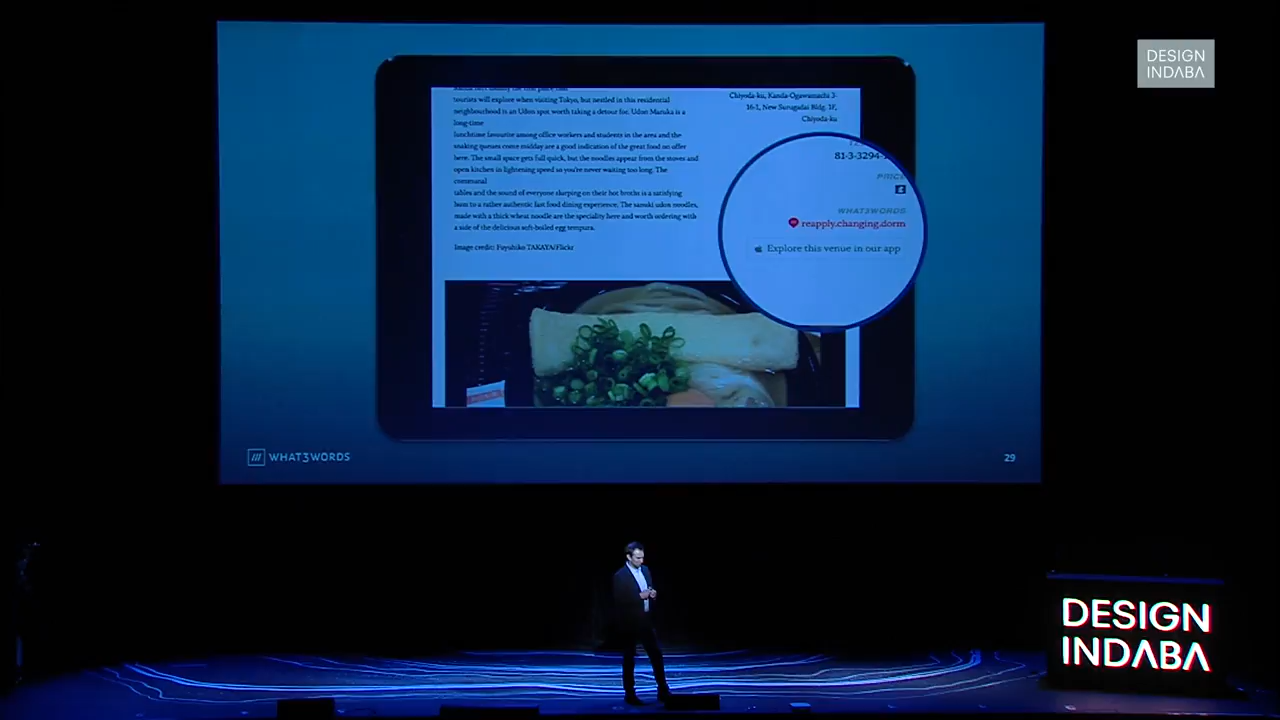 DESIGN
INDABA
tourists will explore when visiting Tokyo, but nestled in this residential
neighbourhood is an Udon spot worth taking a detour for. Udon Maruka is a
long-time
lunchtime favourite among office workers and students in the area and the
snaking queues come midday are a good indication of the great food on offer
here. The small space gets full quick, but the noodles appear from the stoves and
open kitchen in lightening speed so you're never waiting too long. The
communal
tables and the sound of everyone slurping on their hot broths is a satisfying
hum to a rather authentic fast food dining experience. The sanuki udon noodles,
made with a thick wheat noodle are the speciality here and worth ordering with
a side of the delicious soft-boiled egg tempura.
Image credit: Fuyuhiko TAKAYA/Flickr
Chiyoda-ku, Kanda-Ogawamachi 3-
16-1, New Surugadai Bldg. 1F,
Chiyoda-ku
81-3-3294-
PRICE
WHAT3WORDS
reapply.changing.dorm
Explore this venue in our app
WHAT3WORDS
29
DESIGN
INDABA